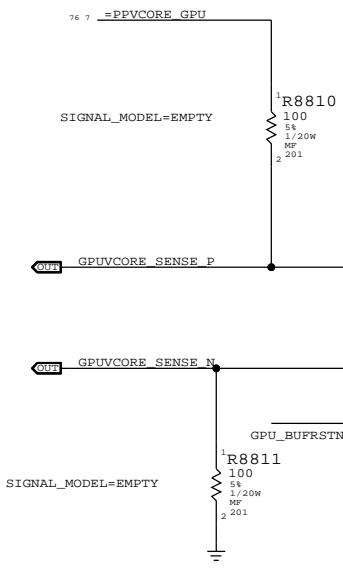 76 7 =PPVCORE_GPU
1 R8810
SIGNAL_MODEL=EMPTY
100
5%
1/20W
MF
2 201
OUT GPUVCORE_SENSE_P
OUT GPUVCORE_SENSE_N
GPU_BUFRSTN
1 R8811
100
SIGNAL_MODEL=EMPTY
5%
1/20W
MF
2 201